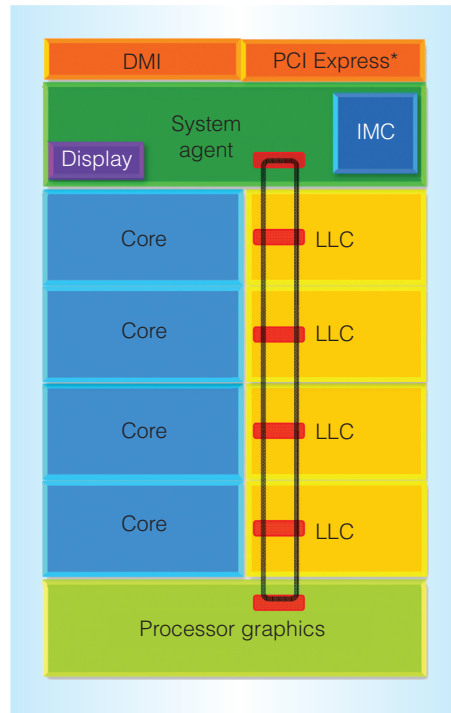 DMI
PCI Express*
System
agent
IMC
Display
Core
LLC
Core
LLC
Core
LLC
Core
LLC
Processor graphics